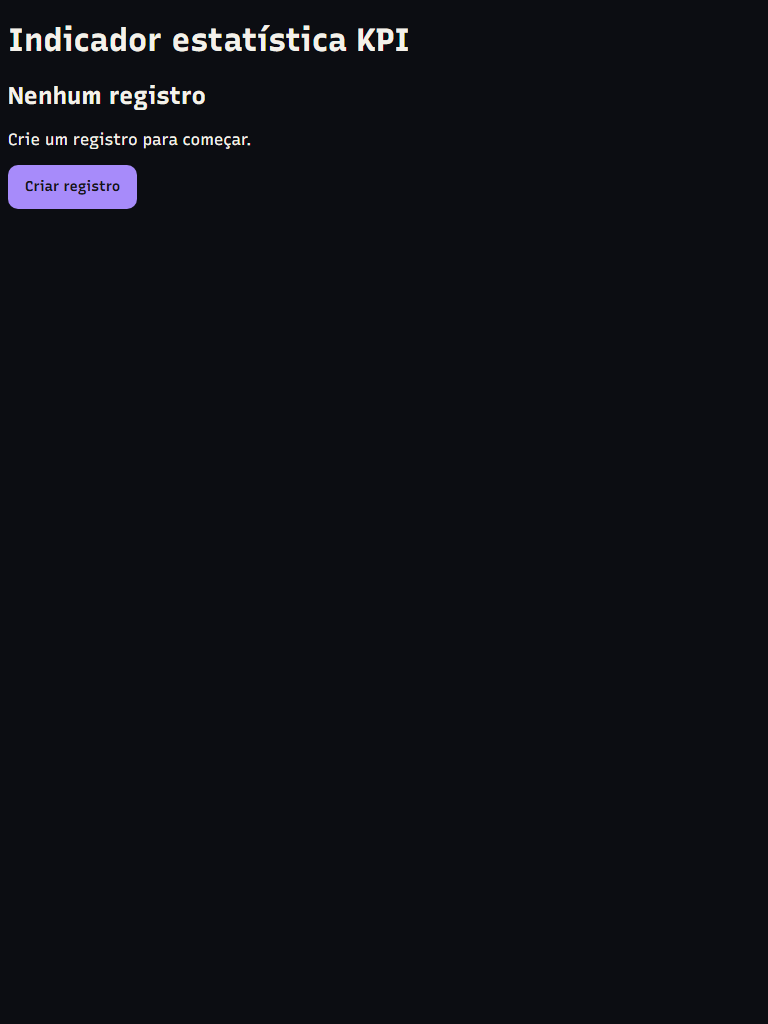 Indicador estatística KPI
Nenhum registro
Crie um registro para começar.
Criar registro